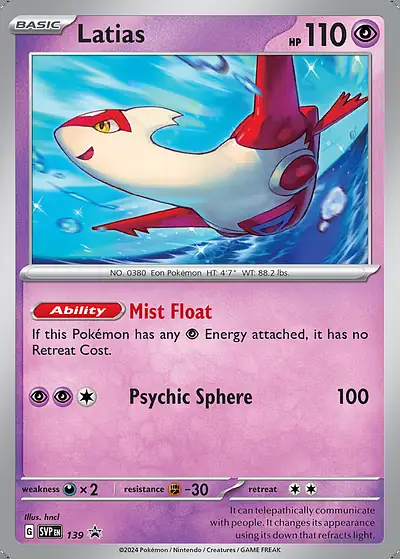 BASIC
Latias
HP 110
NO. 0380 Eon Pokémon HT: 4'7" WT: 88.2 lbs.
Ability Mist Float
If this Pokémon has any Energy attached, it has no
Retreat Cost.
Psychic Sphere 100
weakness ×2 resistance -30 retreat
Illus. hncl
G SVP EN 139
It can telepathically communicate
with people. It changes its appearance
using its down that refracts light.
©2024 Pokémon / Nintendo / Creatures / GAME FREAK